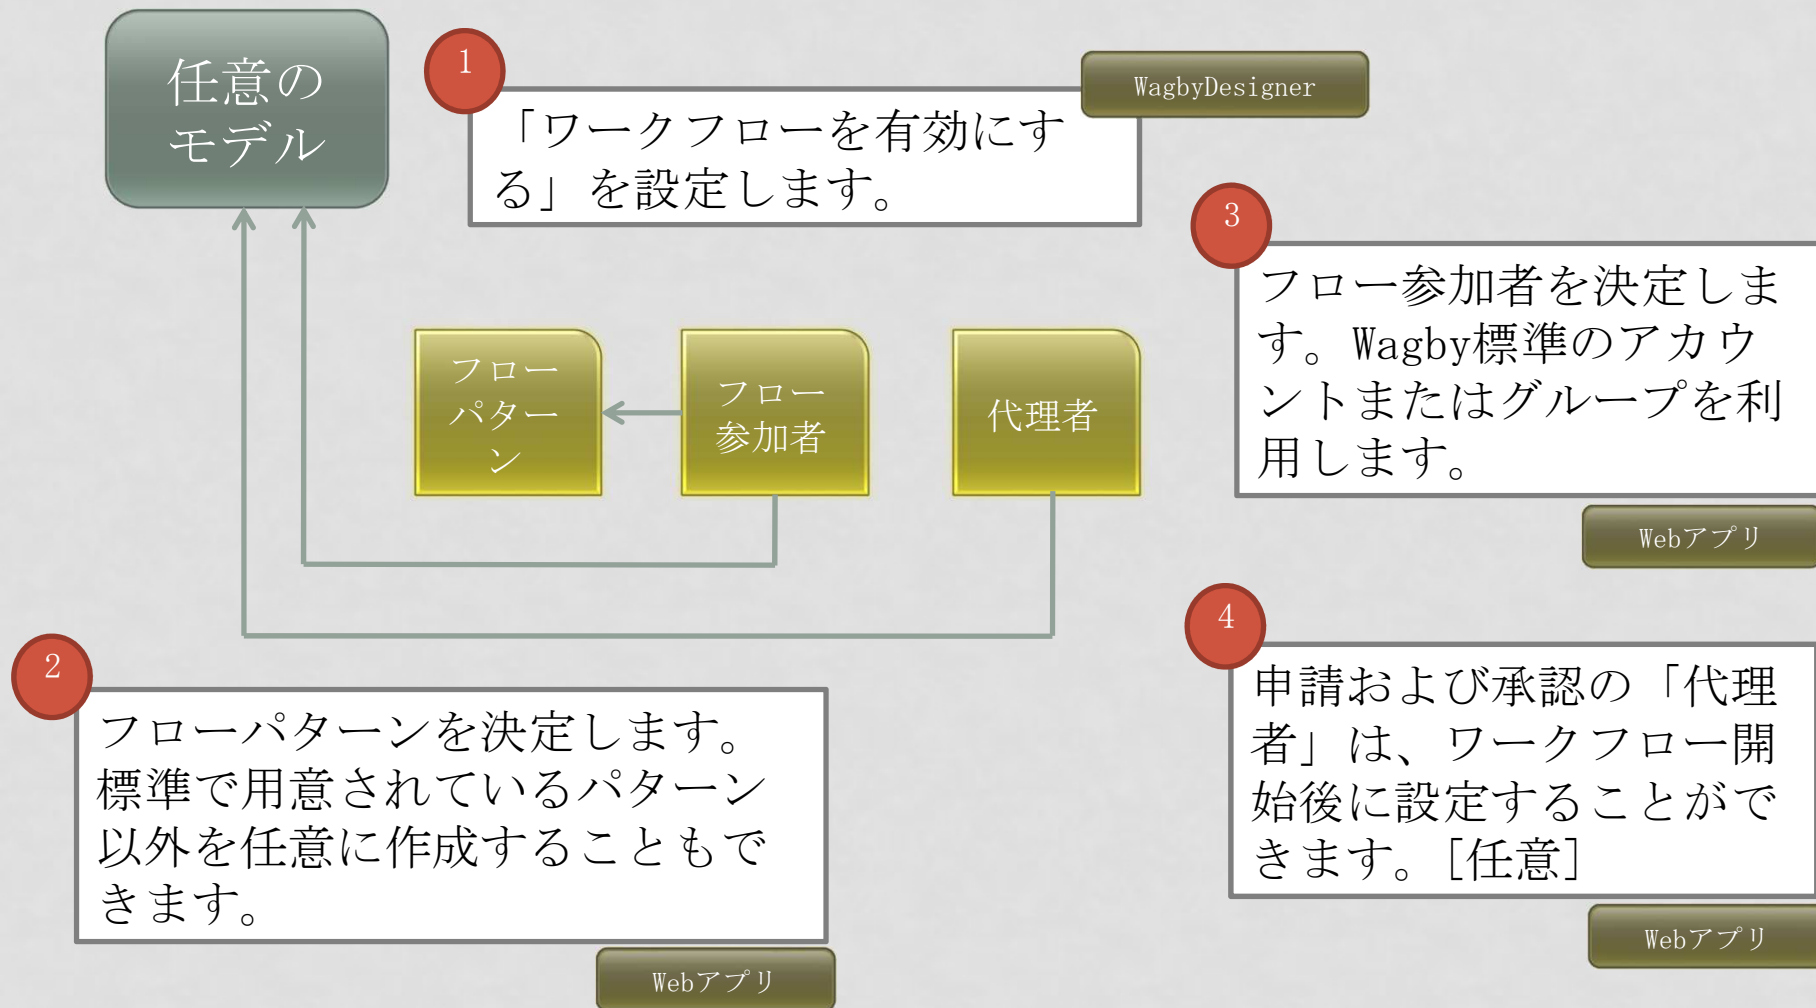 任意の
モデル
1
WagbyDesigner
「ワークフローを有効にす
る」を設定します。
3
フロー参加者を決定しま
す。Wagby標準のアカウ
ントまたはグループを利
用します。
Webアプリ
フロー
パター
ン
フロー
参加者
代理者
2
フローパターンを決定します。
標準で用意されているパターン
以外を任意に作成することもで
きます。
Webアプリ
4
申請および承認の「代理
者」は、ワークフロー開
始後に設定することがで
きます。[任意]
Webアプリ